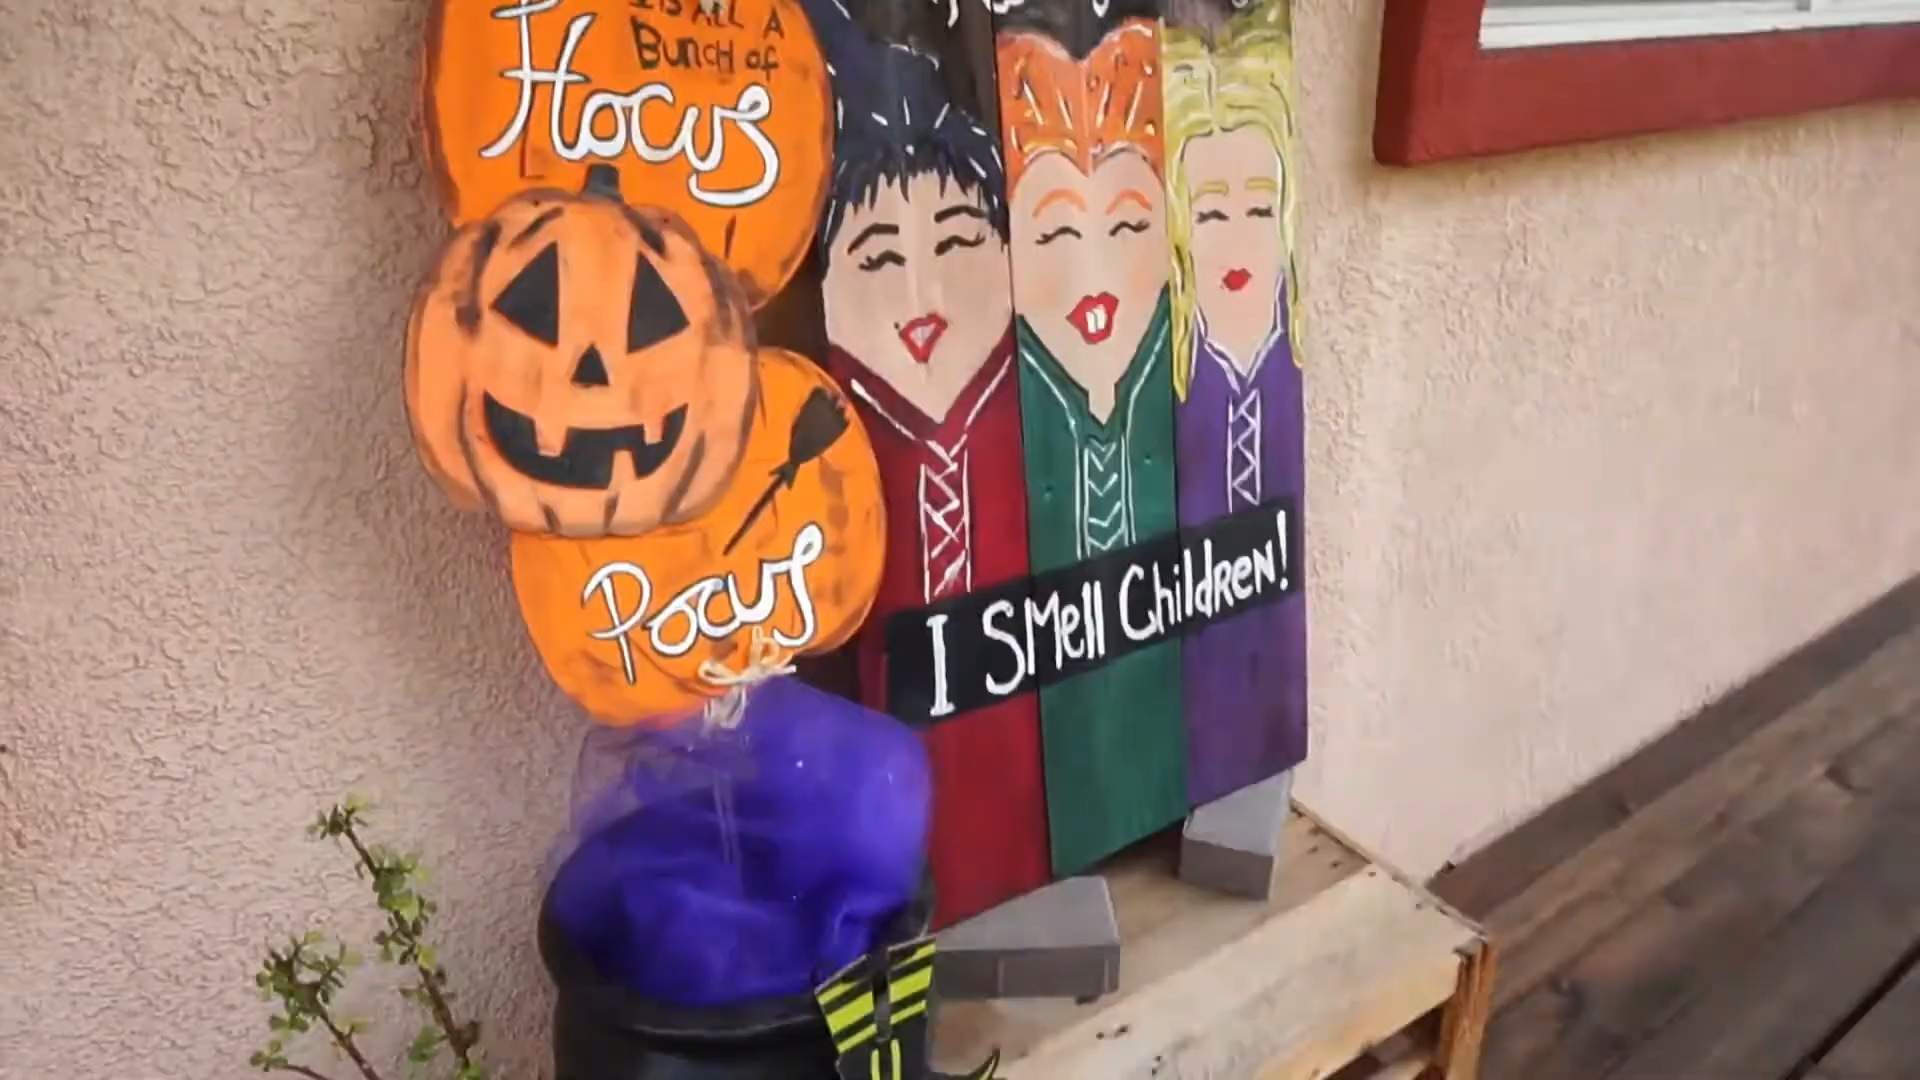 IS ALL A
Bunch of
Hocus
Pocus
I SMell ChildReN!